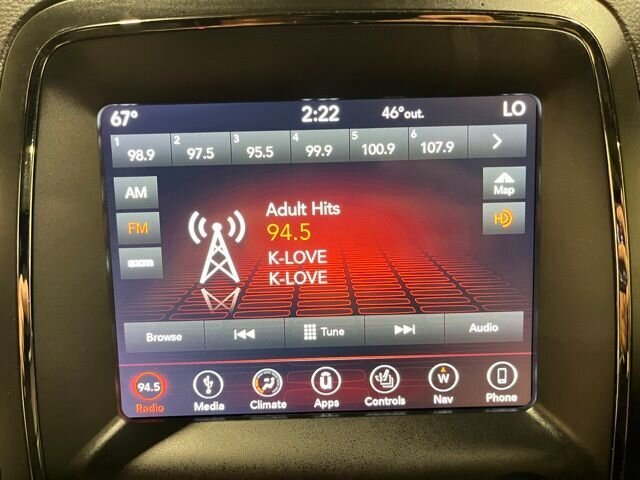 67° 2:22 46°out. LO
1 98.9 2 97.5 3 95.5 4 99.9 5 100.9 6 107.9
AM
Map
FM
HD
SXM
Adult Hits
94.5
K-LOVE
K-LOVE
Browse Tune Audio
94.5 W
Radio Media Climate Apps Controls Nav Phone